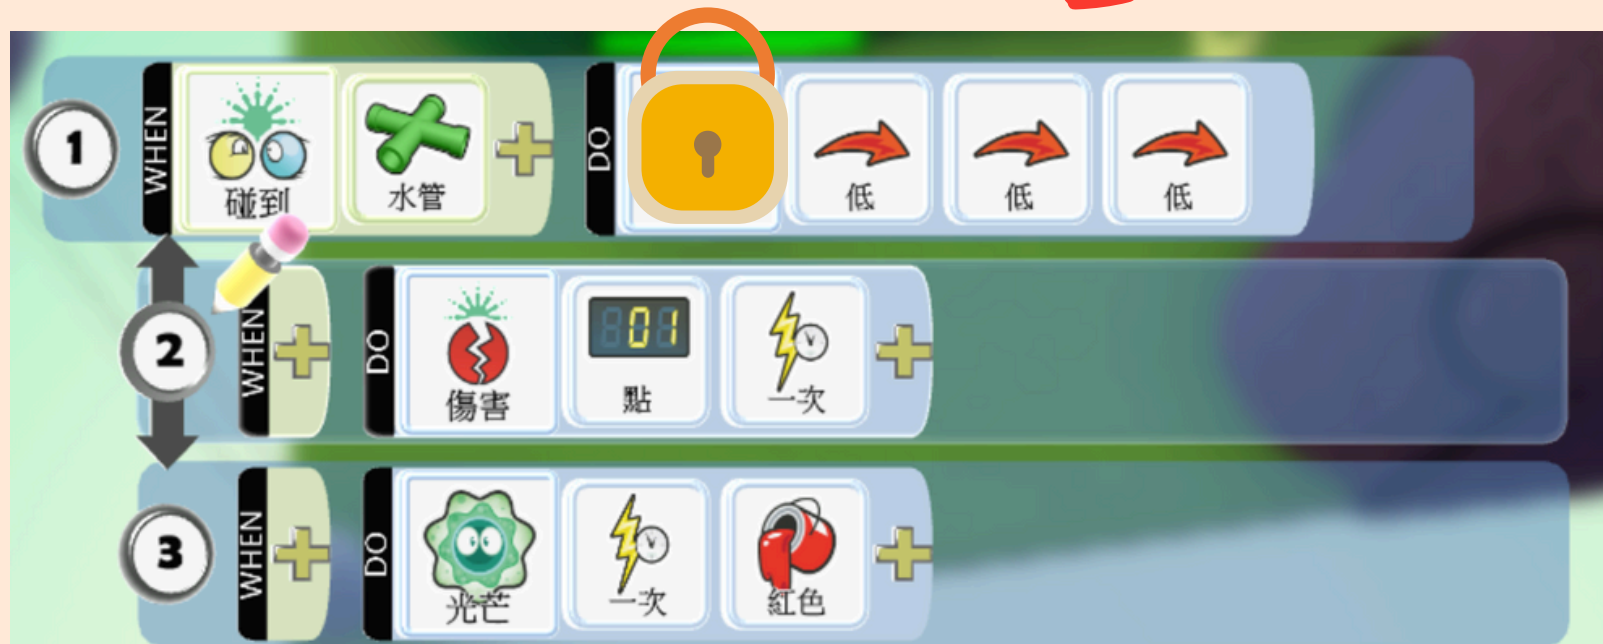 1 WHEN 碰到 水管 DO 低 低 低
2 WHEN DO 傷害 01 點 一次
3 WHEN DO 光芒 一次 紅色